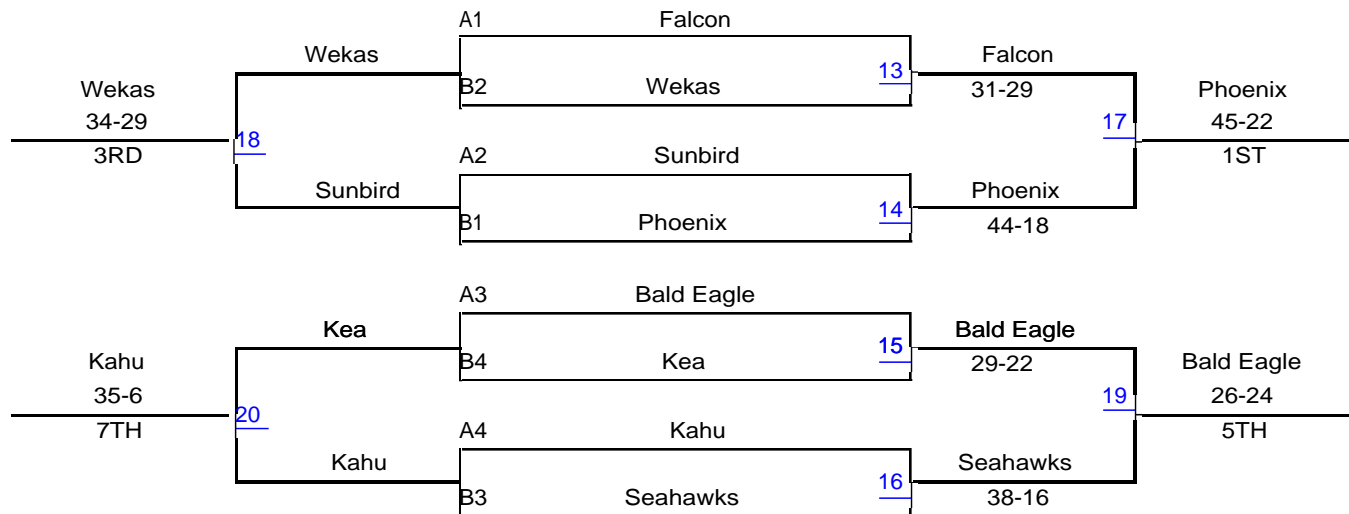 A1 Falcon
Wekas Falcon
Wekas B2 Wekas 13 31-29 Phoenix
34-29 18 17 45-22
3RD A2 Sunbird 1ST
Sunbird Phoenix
B1 Phoenix 14 44-18
A3 Bald Eagle
Kea Bald Eagle
Kahu B4 Kea 15 29-22 Bald Eagle
35-6 20 19 26-24
7TH A4 Kahu 5TH
Kahu Seahawks
B3 Seahawks 16 38-16